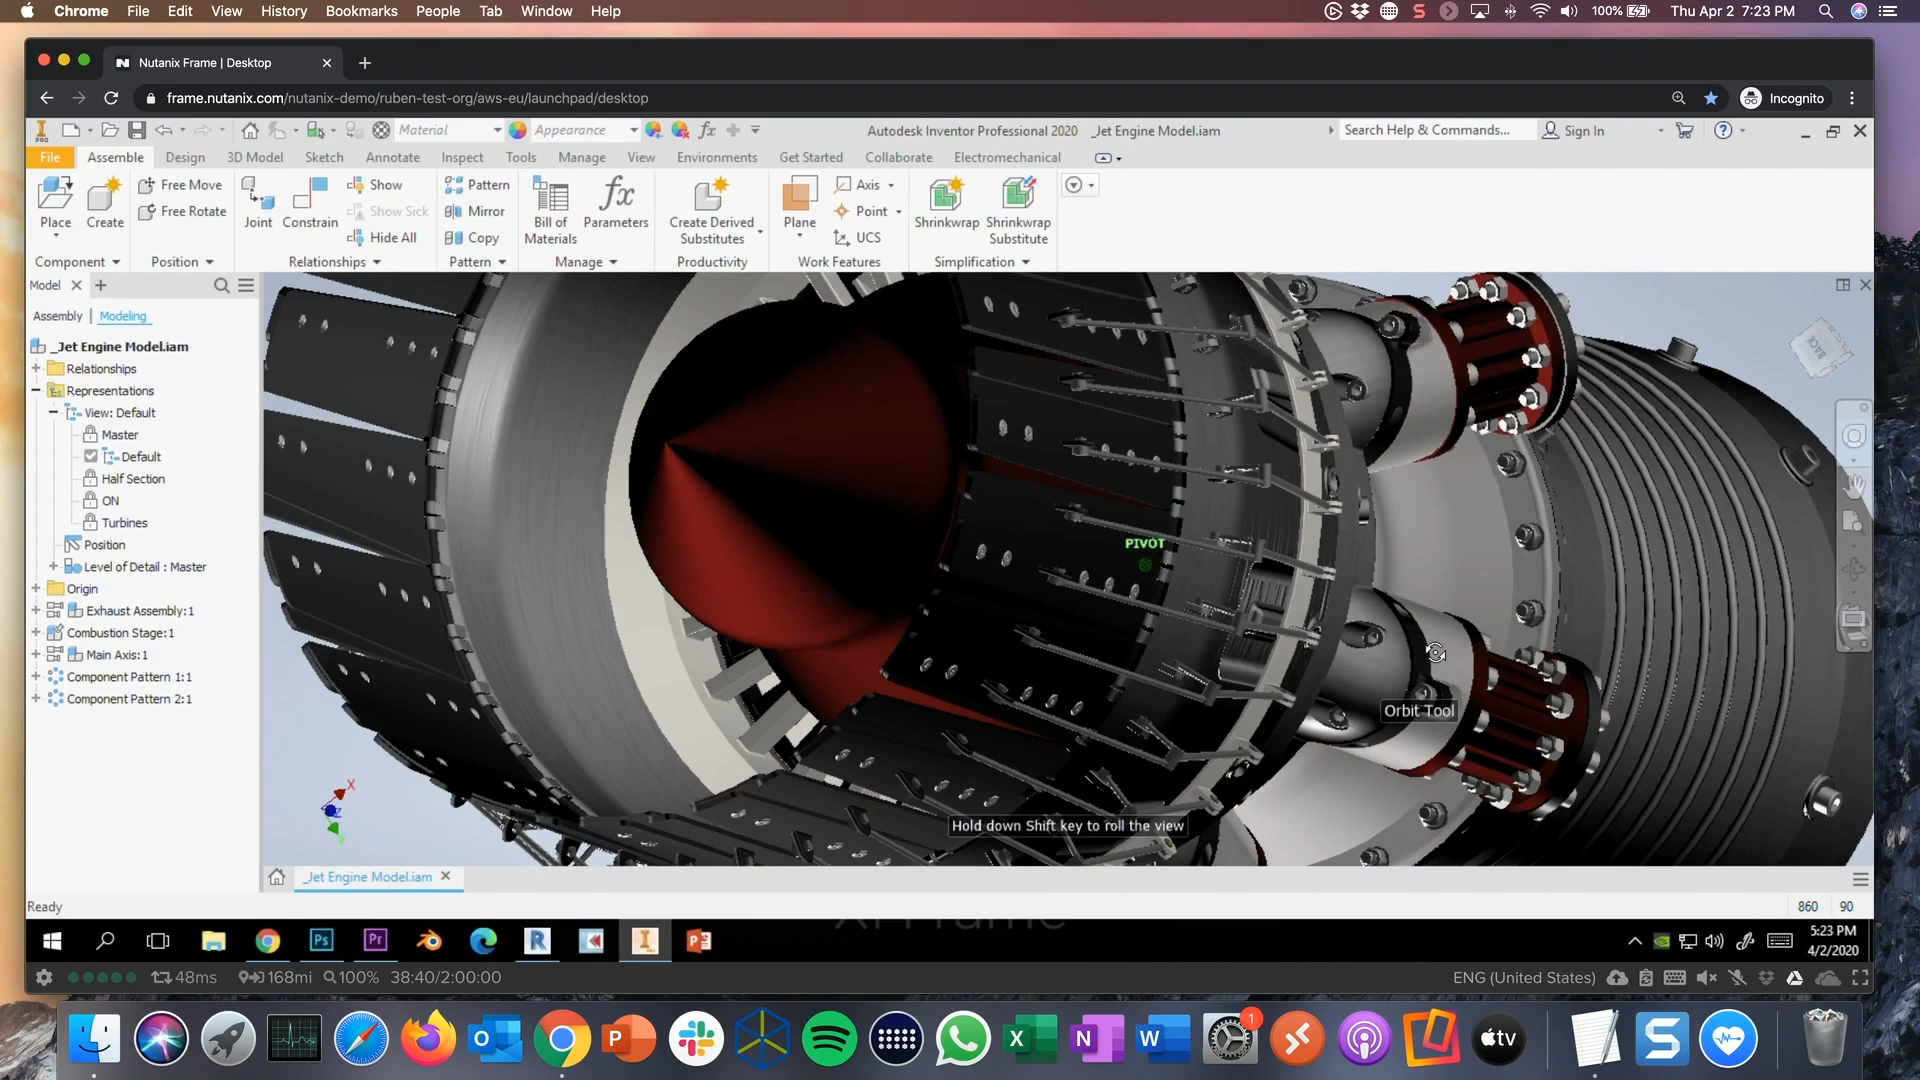 Chrome File Edit View History Bookmarks People Tab Window Help 100% Thu Apr 2 7:23 PM
Nutanix Frame | Desktop
frame.nutanix.com/nutanix-demo/ruben-test-org/aws-eu/launchpad/desktop Incognito
PRO Material Appearance fx Autodesk Inventor Professional 2020 _Jet Engine Model.iam Search Help & Commands... Sign In
File Assemble Design 3D Model Sketch Annotate Inspect Tools Manage View Environments Get Started Collaborate Electromechanical
Place
Create
Component
Free Move
Free Rotate
Position
Joint
Constrain
Show
Show Sick
Hide All
Relationships
Pattern
Mirror
Copy
Pattern
Bill of
Materials
fx
Parameters
Manage
Create Derived
Substitutes
Productivity
Plane
Axis
Point
UCS
Work Features
Shrinkwrap
Shrinkwrap
Substitute
Simplification
Model
Assembly | Modeling
_Jet Engine Model.iam
Relationships
Representations
View: Default
Master
Default
Half Section
ON
Turbines
Position
Level of Detail : Master
Origin
Exhaust Assembly:1
Combustion Stage:1
Main Axis:1
Component Pattern 1:1
Component Pattern 2:1
BACK
PIVOT
Orbit Tool
Hold down Shift key to roll the view
X
Z
Y
_Jet Engine Model.iam
Ready 860 90
Ps Pr R I P
5:23 PM
4/2/2020
48ms 168mi 100% 38:40/2:00:00 ENG (United States)
O P X N W 1 tv S